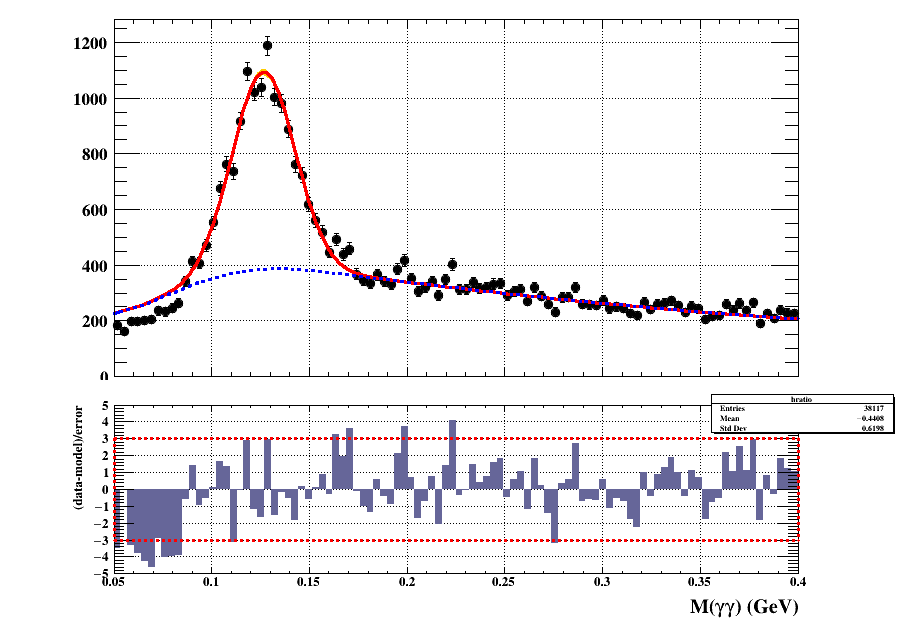 1200
1000
800
600
400
200
0
(data-model)/error
5
4
3
2
1
0
−1
−2
−3
−4
−5
hratio
Entries 38117
Mean −0.4408
Std Dev 0.6198
0.05 0.1 0.15 0.2 0.25 0.3 0.35 0.4
M(γγ) (GeV)